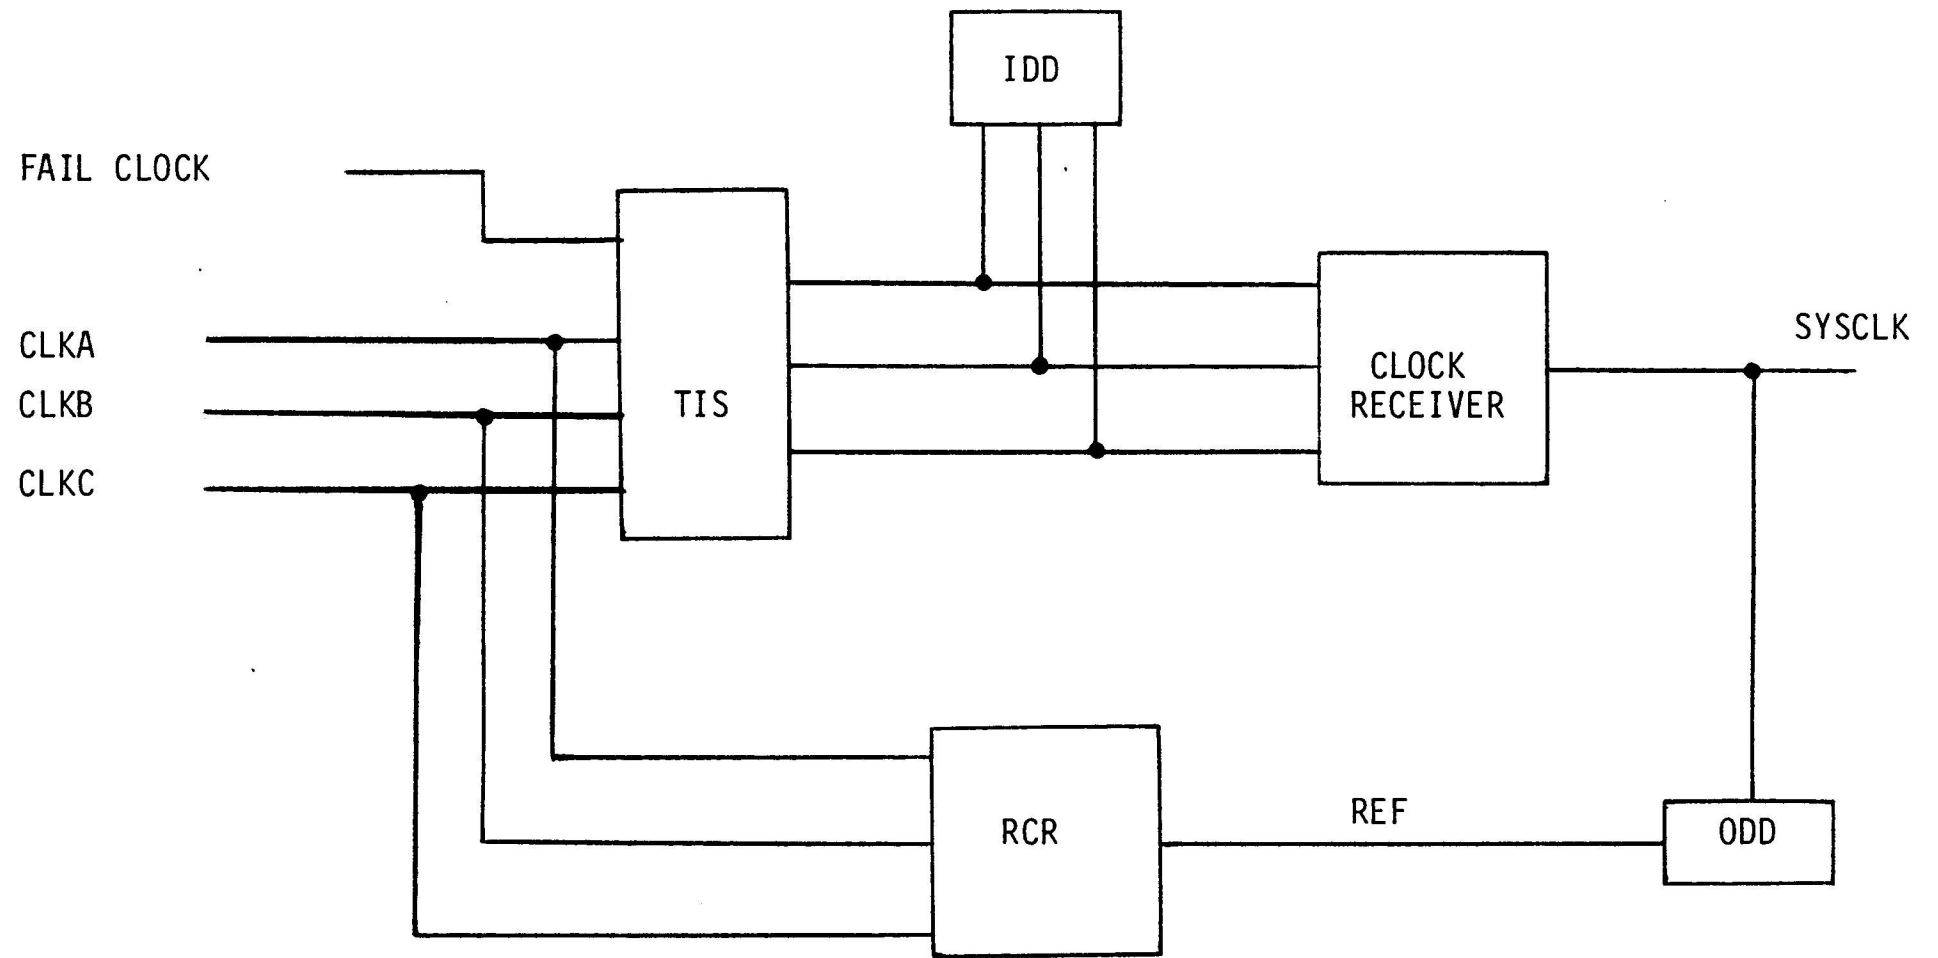 IDD
FAIL CLOCK
CLKA
CLKB
CLKC
TIS
CLOCK
RECEIVER
SYSCLK
RCR
REF
ODD